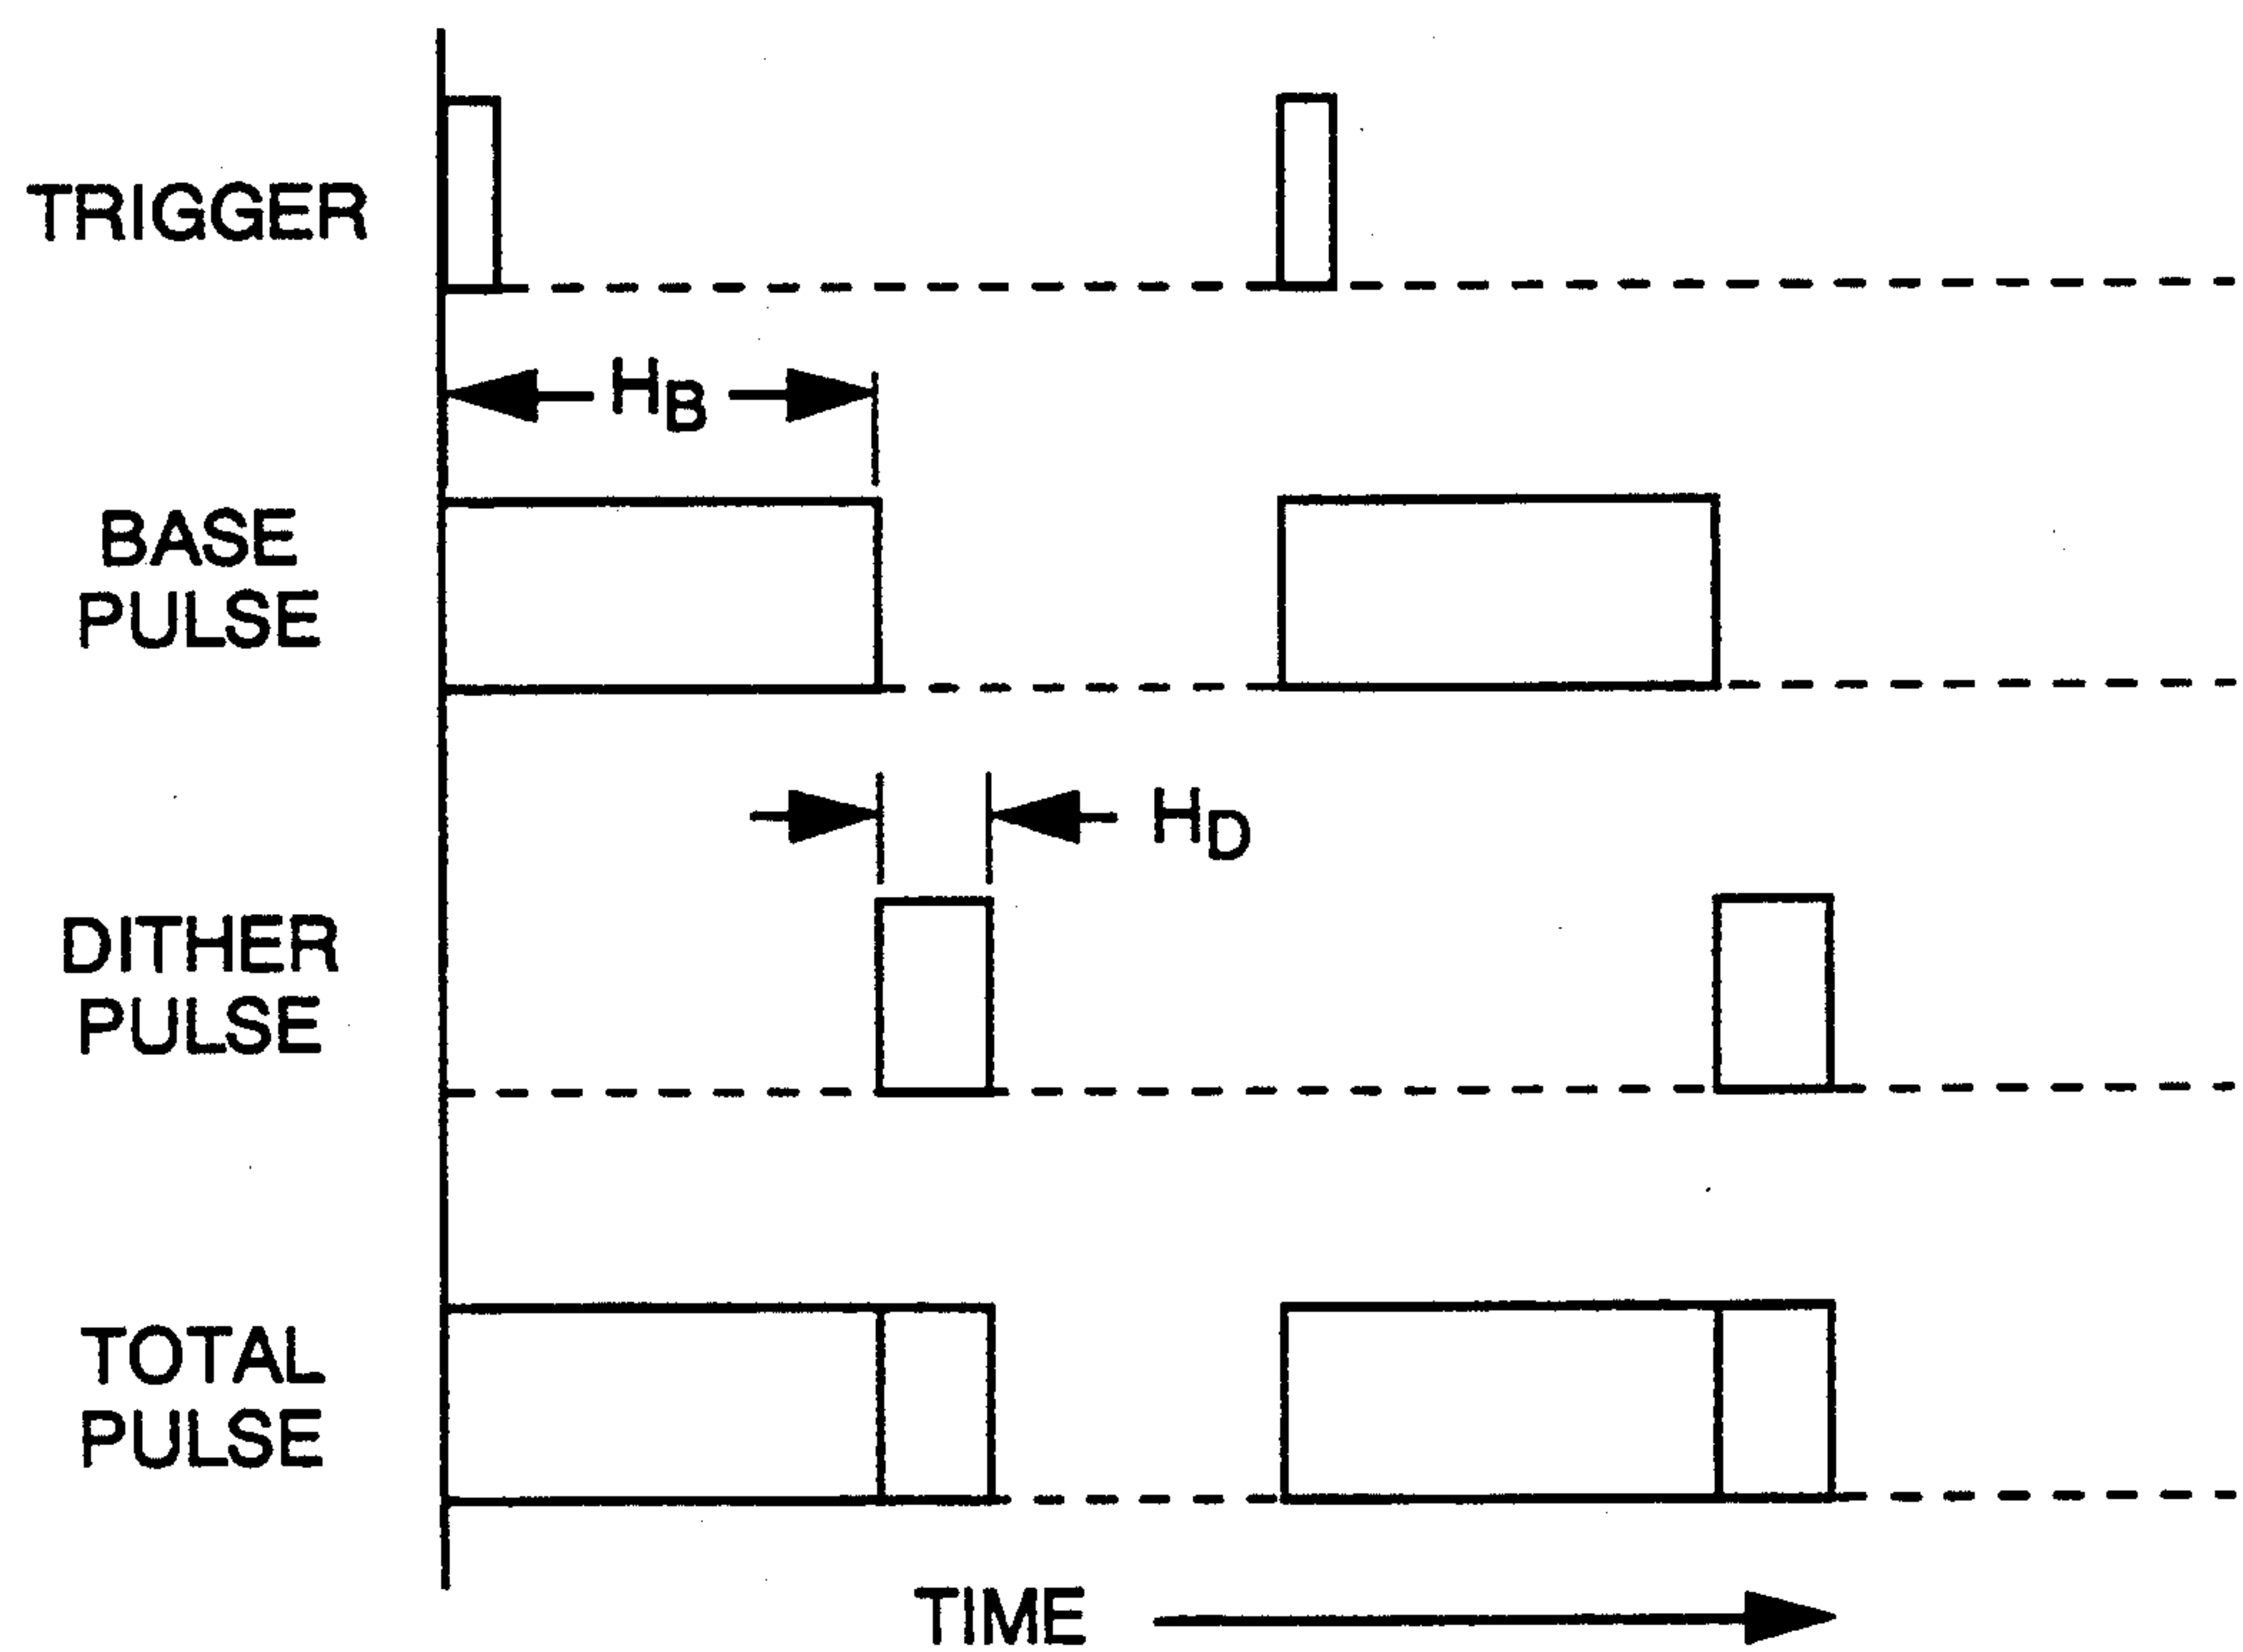 TRIGGER
H_B
BASE
PULSE
H_D
DITHER
PULSE
TOTAL
PULSE
TIME